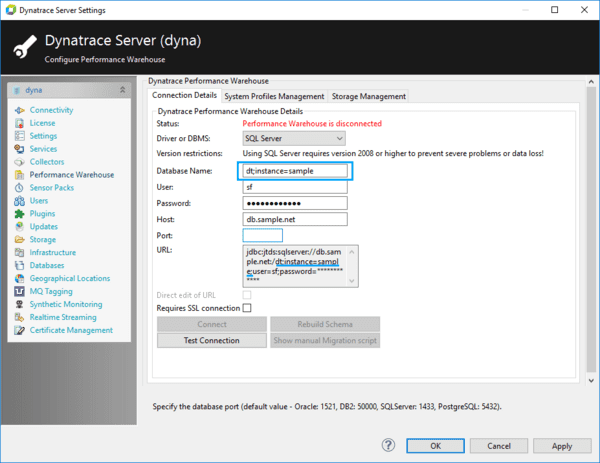 Dynatrace Server Settings
Dynatrace Server (dyna)
Configure Performance Warehouse
dyna
Connectivity
License
Settings
Services
Collectors
Performance Warehouse
Sensor Packs
Users
Plugins
Updates
Storage
Infrastructure
Databases
Geographical Locations
MQ Tagging
Synthetic Monitoring
Realtime Streaming
Certificate Management
Dynatrace Performance Warehouse
Connection Details System Profiles Management Storage Management
Dynatrace Performance Warehouse Details
Status: Performance Warehouse is disconnected
Driver or DBMS: SQL Server
Version restrictions: Using SQL Server requires version 2008 or higher to prevent severe problems or data loss!
Database Name: dt;instance=sample
User: sf
Password: ●●●●●●●●●●●●
Host: db.sample.net
Port:
URL: jdbc:jtds:sqlserver://db.sam
ple.net:/dt;instance=sampl
e;user=sf;password=********
****
Direct edit of URL
Requires SSL connection
Connect Rebuild Schema
Test Connection Show manual Migration script
Specify the database port (default value - Oracle: 1521, DB2: 50000, SQLServer: 1433, PostgreSQL: 5432).
? OK Cancel Apply